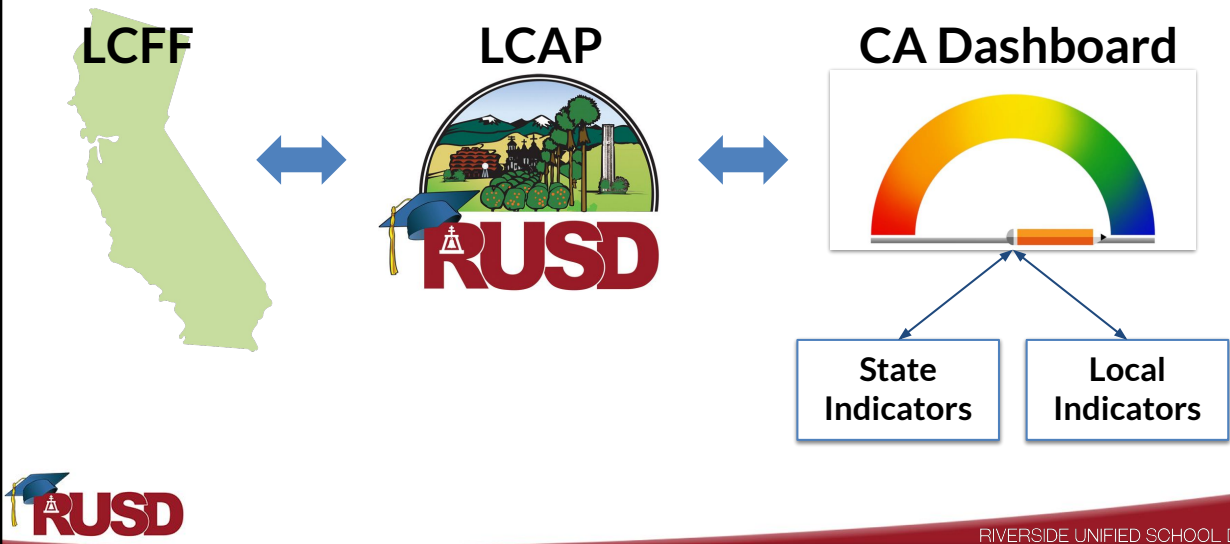 LCFF
LCAP
CA Dashboard
RUSD
State
Indicators
Local
Indicators
RUSD
RIVERSIDE UNIFIED SCHOOL